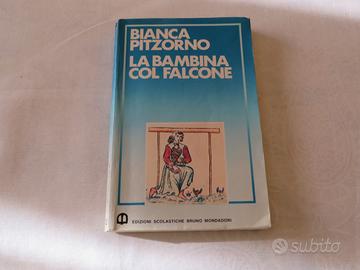 BIANCA
PITZORNO
LA BAMBINA
COL FALCONE
EDIZIONI SCOLASTICHE BRUNO MONDADORI
subito